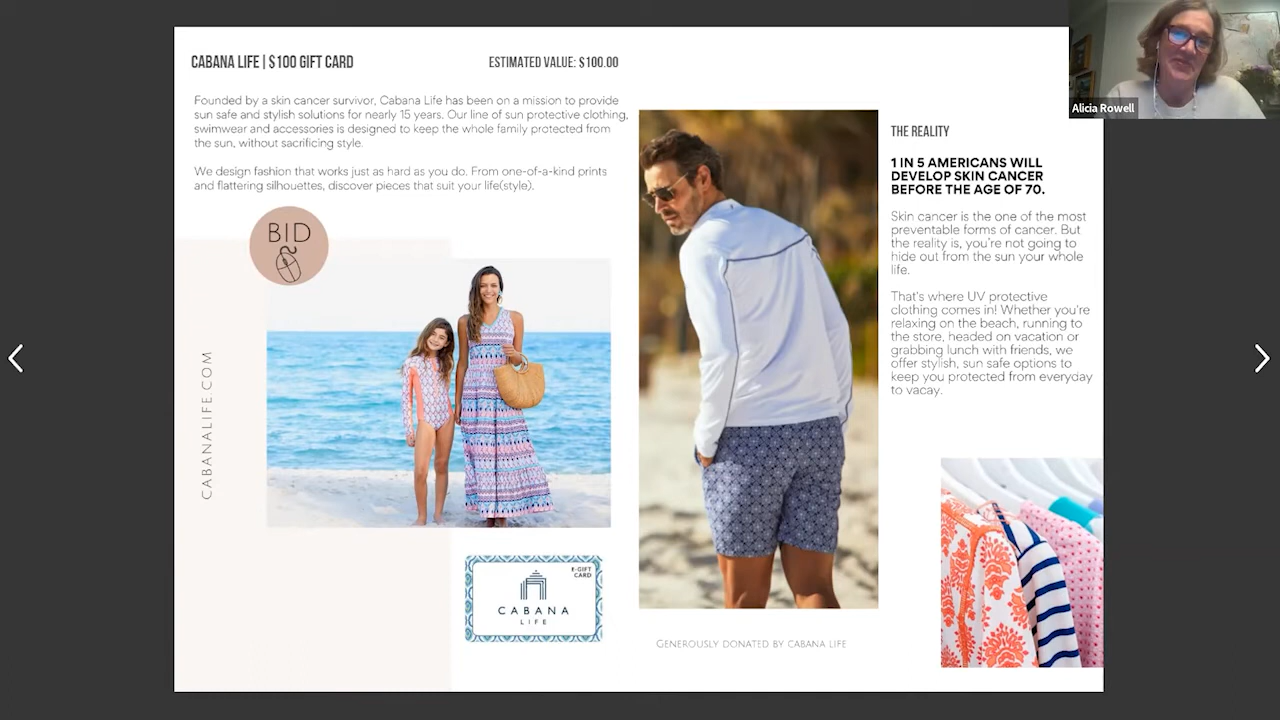 CABANA LIFE | $100 GIFT CARD
ESTIMATED VALUE: $100.00
Founded by a skin cancer survivor, Cabana Life has been on a mission to provide
sun safe and stylish solutions for nearly 15 years. Our line of sun protective clothing,
swimwear and accessories is designed to keep the whole family protected from
the sun, without sacrificing style.
We design fashion that works just as hard as you do. From one-of-a-kind prints
and flattering silhouettes, discover pieces that suit your life(style).
BID
CABANALIFE.COM
E-GIFT
CARD
CABANA
LIFE
GENEROUSLY DONATED BY CABANA LIFE
THE REALITY
1 IN 5 AMERICANS WILL
DEVELOP SKIN CANCER
BEFORE THE AGE OF 70.
Skin cancer is the one of the most
preventable forms of cancer. But
the reality is, you're not going to
hide out from the sun your whole
life.
That's where UV protective
clothing comes in! Whether you're
relaxing on the beach, running to
the store, headed on vacation or
grabbing lunch with friends, we
offer stylish, sun safe options to
keep you protected from everyday
to vacay.
Alicia Rowell